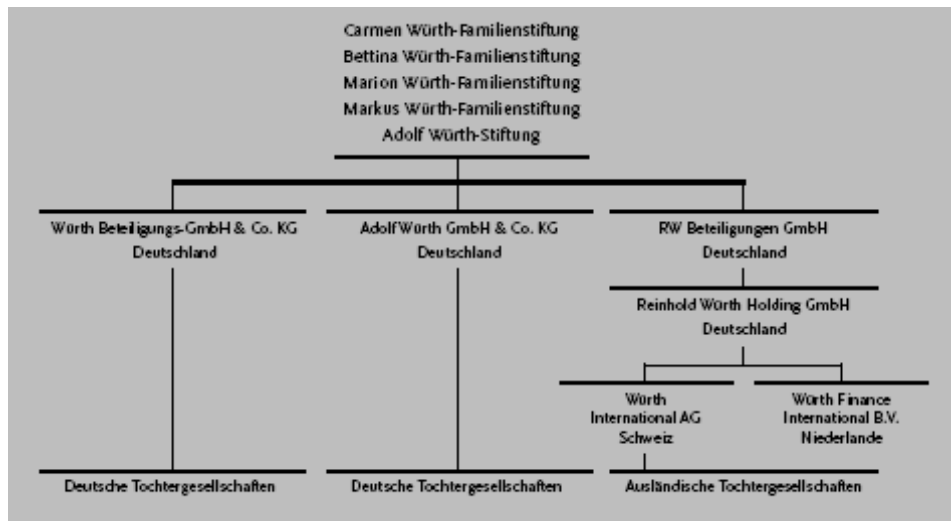 Carmen Würth-Familienstiftung
Bettina Würth-Familienstiftung
Marion Würth-Familienstiftung
Markus Würth-Familienstiftung
Adolf Würth-Stiftung
Würth Beteiligungs-GmbH & Co. KG
Deutschland
Adolf Würth GmbH & Co. KG
Deutschland
RW Beteiligungen GmbH
Deutschland
Reinhold Würth Holding GmbH
Deutschland
Würth
International AG
Schweiz
Würth Finance
International B.V.
Niederlande
Deutsche Tochtergesellschaften
Deutsche Tochtergesellschaften
Ausländische Tochtergesellschaften